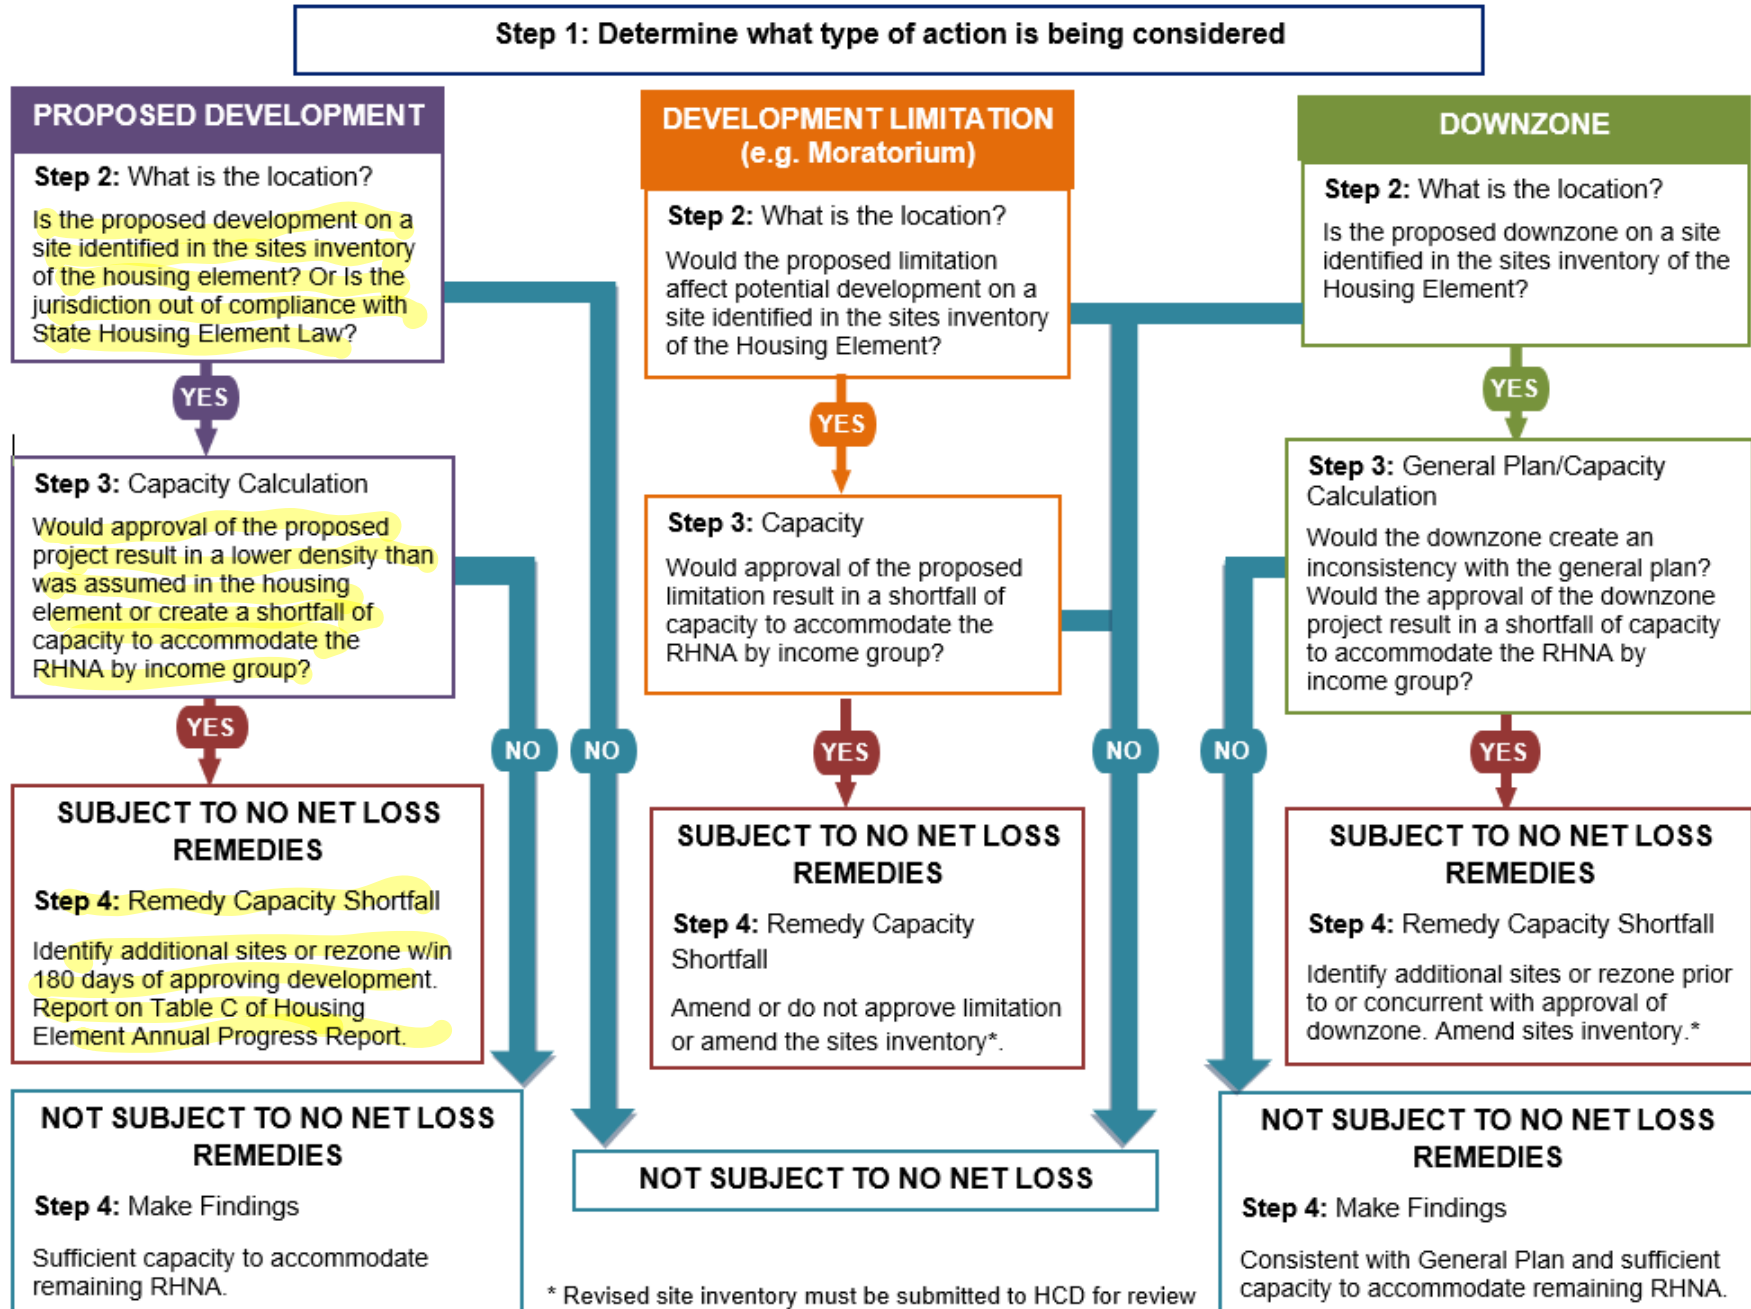 Step 1: Determine what type of action is being considered
PROPOSED DEVELOPMENT
Step 2: What is the location?
Is the proposed development on a
site identified in the sites inventory
of the housing element? Or Is the
jurisdiction out of compliance with
State Housing Element Law?
YES
Step 3: Capacity Calculation
Would approval of the proposed
project result in a lower density than
was assumed in the housing
element or create a shortfall of
capacity to accommodate the
RHNA by income group?
YES
NO
NO
SUBJECT TO NO NET LOSS
REMEDIES
Step 4: Remedy Capacity Shortfall
Identify additional sites or rezone w/in
180 days of approving development.
Report on Table C of Housing
Element Annual Progress Report.
NOT SUBJECT TO NO NET LOSS
REMEDIES
Step 4: Make Findings
Sufficient capacity to accommodate
remaining RHNA.
DEVELOPMENT LIMITATION
(e.g. Moratorium)
Step 2: What is the location?
Would the proposed limitation
affect potential development on a
site identified in the sites inventory
of the Housing Element?
YES
Step 3: Capacity
Would approval of the proposed
limitation result in a shortfall of
capacity to accommodate the
RHNA by income group?
YES
NO
SUBJECT TO NO NET LOSS
REMEDIES
Step 4: Remedy Capacity
Shortfall
Amend or do not approve limitation
or amend the sites inventory*.
NOT SUBJECT TO NO NET LOSS
* Revised site inventory must be submitted to HCD for review
DOWNZONE
Step 2: What is the location?
Is the proposed downzone on a site
identified in the sites inventory of the
Housing Element?
YES
Step 3: General Plan/Capacity
Calculation
Would the downzone create an
inconsistency with the general plan?
Would the approval of the downzone
project result in a shortfall of capacity
to accommodate the RHNA by
income group?
NO
YES
SUBJECT TO NO NET LOSS
REMEDIES
Step 4: Remedy Capacity Shortfall
Identify additional sites or rezone prior
to or concurrent with approval of
downzone. Amend sites inventory.*
NOT SUBJECT TO NO NET LOSS
REMEDIES
Step 4: Make Findings
Consistent with General Plan and sufficient
capacity to accommodate remaining RHNA.